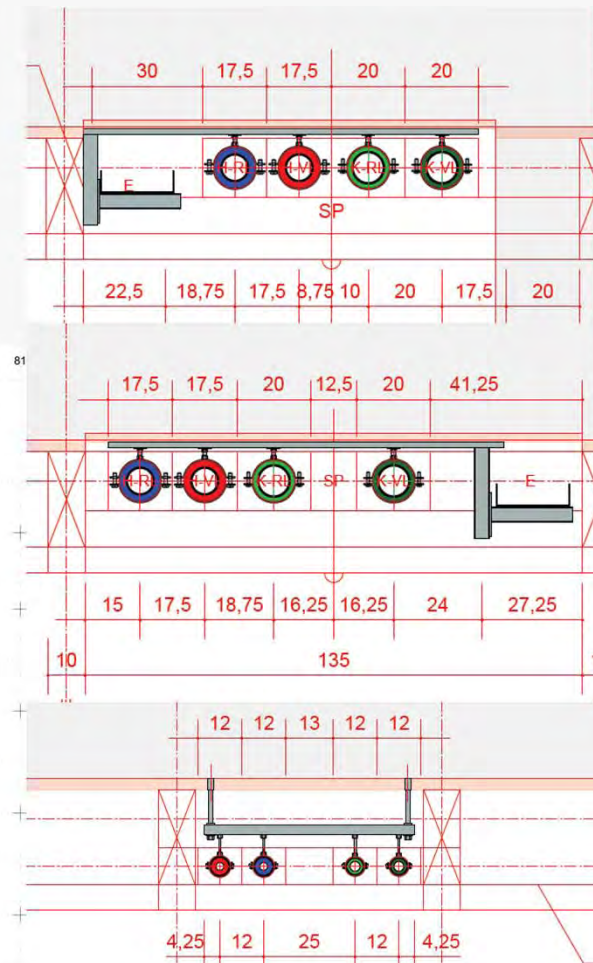 30 17,5 17,5 20 20
H-RL H-VL K-RL K-VL
E
SP
22,5 18,75 17,5 8,75 10 20 17,5 20
81
17,5 17,5 20 12,5 20 41,25
H-RL H-VL K-RL SP K-VL E
15 17,5 18,75 16,25 16,25 24 27,25
10 135
12 12 13 12 12
4,25 12 25 12 4,25